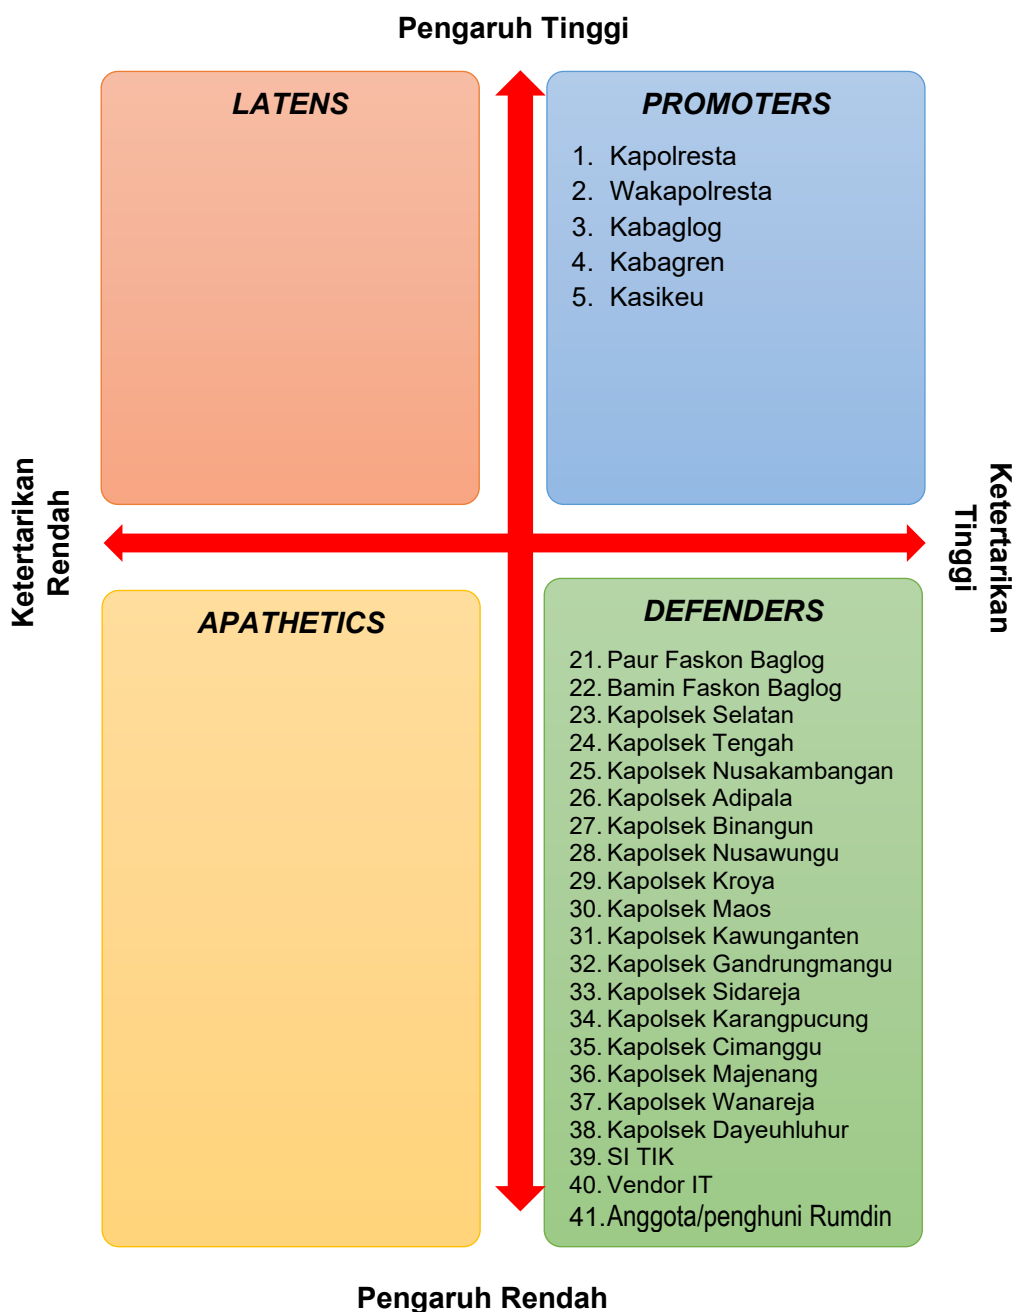 Pengaruh Tinggi
LATENS
PROMOTERS
1. Kapolresta
2. Wakapolresta
3. Kabaglog
4. Kabagren
5. Kasikeu
Ketertarikan
Rendah
Ketertarikan
Tinggi
APATHETICS
DEFENDERS
21. Paur Faskon Baglog
22. Bamin Faskon Baglog
23. Kapolsek Selatan
24. Kapolsek Tengah
25. Kapolsek Nusakambangan
26. Kapolsek Adipala
27. Kapolsek Binangun
28. Kapolsek Nusawungu
29. Kapolsek Kroya
30. Kapolsek Maos
31. Kapolsek Kawunganten
32. Kapolsek Gandrungmangu
33. Kapolsek Sidareja
34. Kapolsek Karangpucung
35. Kapolsek Cimanggu
36. Kapolsek Majenang
37. Kapolsek Wanareja
38. Kapolsek Dayeuhluhur
39. SI TIK
40. Vendor IT
41. Anggota/penghuni Rumdin
Pengaruh Rendah